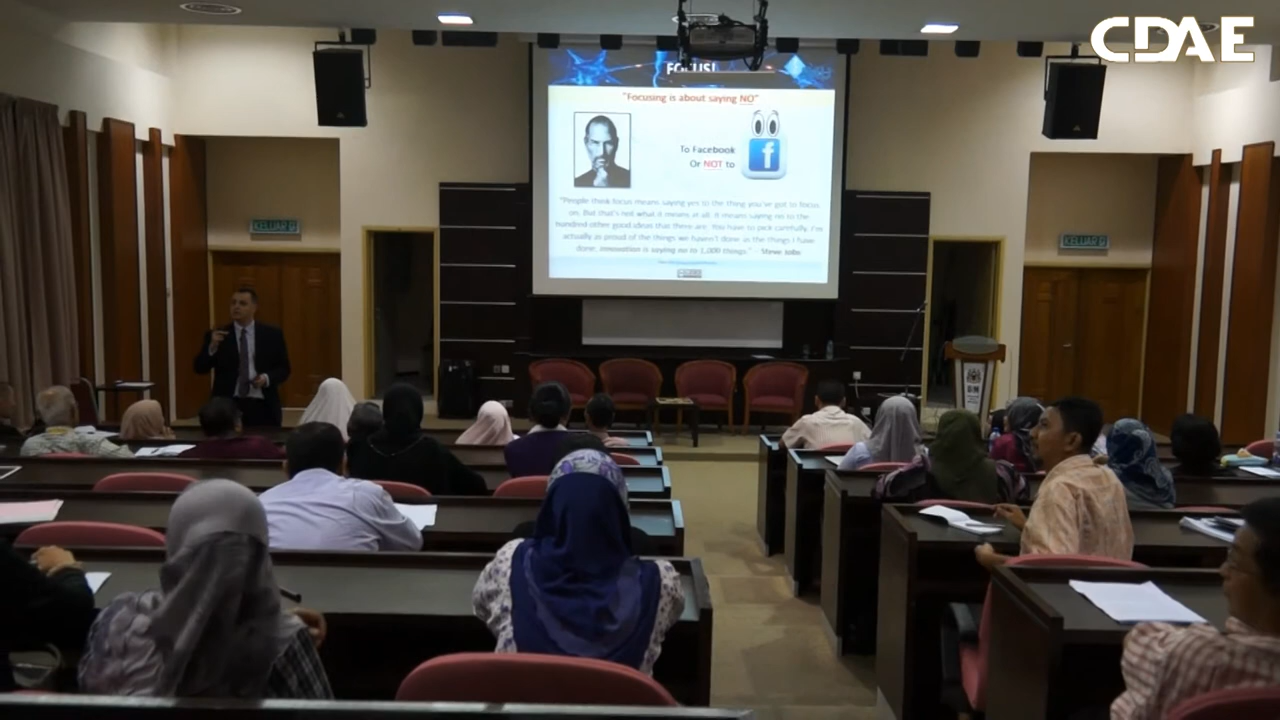 CDAE
FOCUS!
"Focusing is about saying NO"
To Facebook
Or NOT to
f
"People think focus means saying yes to the thing you've got to focus
on. But that's not what it means at all. It means saying no to the
hundred other good ideas that there are. You have to pick carefully. I'm
actually as proud of the things we haven't done as the things I have
done. Innovation is saying no to 1,000 things." - Steve Jobs
KELUAR
KELUAR